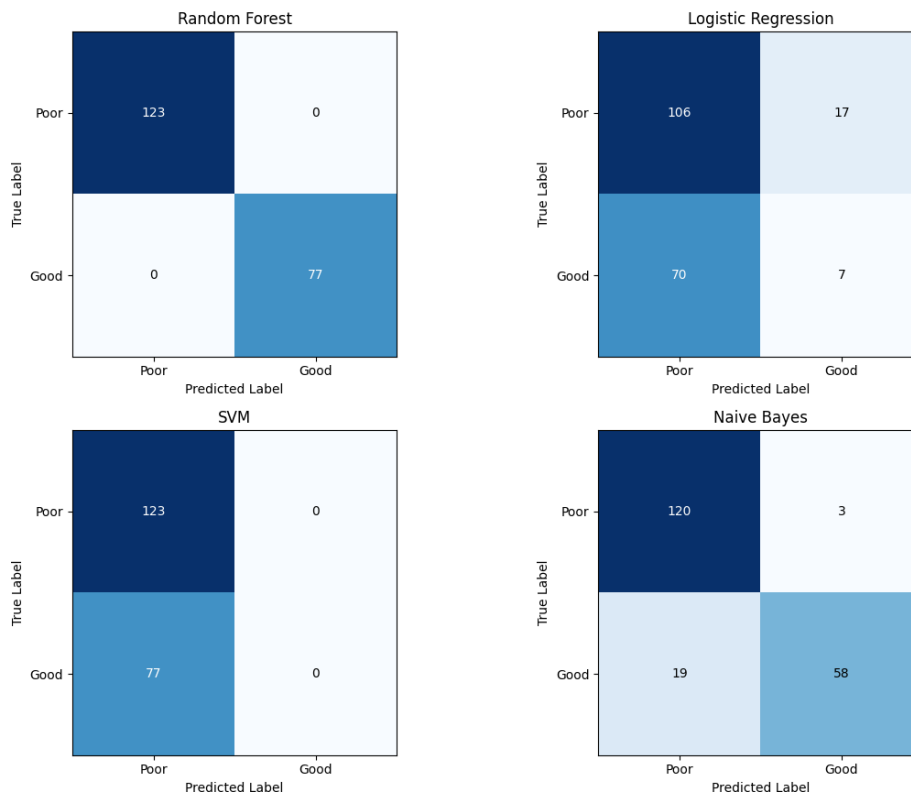 Random Forest
Poor
123
0
Good
0
77
True Label
Poor
Good
Predicted Label
Logistic Regression
Poor
106
17
Good
70
7
True Label
Poor
Good
Predicted Label
SVM
Poor
123
0
Good
77
0
True Label
Poor
Good
Predicted Label
Naive Bayes
Poor
120
3
Good
19
58
True Label
Poor
Good
Predicted Label